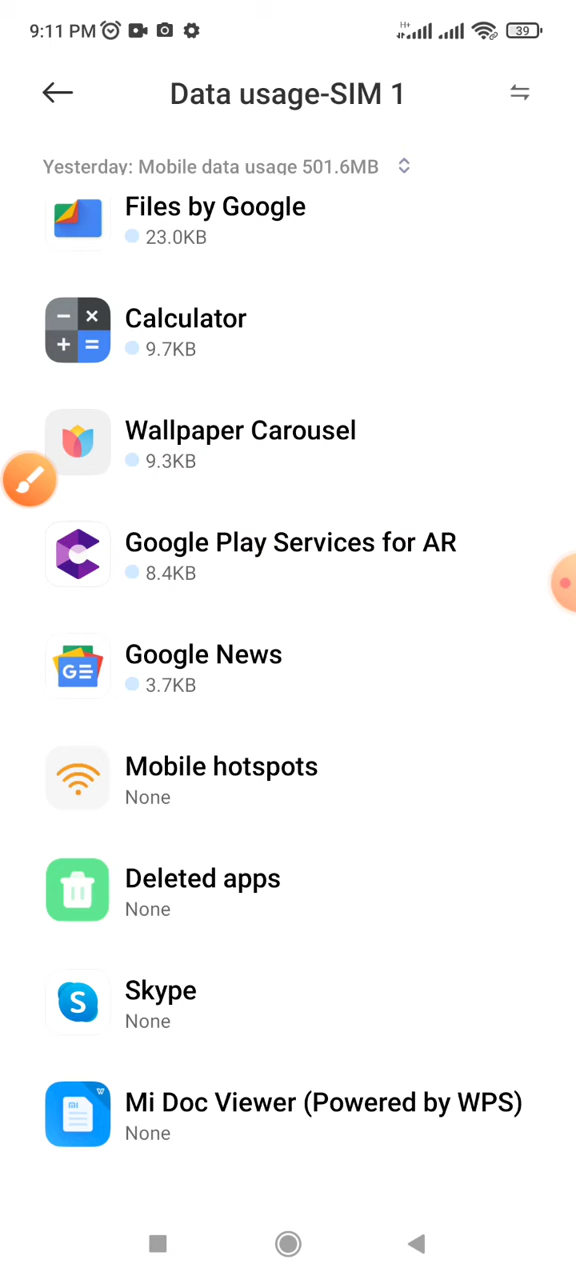 9:11 PM H+ 39
Data usage-SIM 1
Yesterday: Mobile data usage 501.6MB
Files by Google
23.0KB
Calculator
9.7KB
Wallpaper Carousel
9.3KB
Google Play Services for AR
8.4KB
GE
Google News
3.7KB
Mobile hotspots
None
Deleted apps
None
S
Skype
None
MI W
Mi Doc Viewer (Powered by WPS)
None